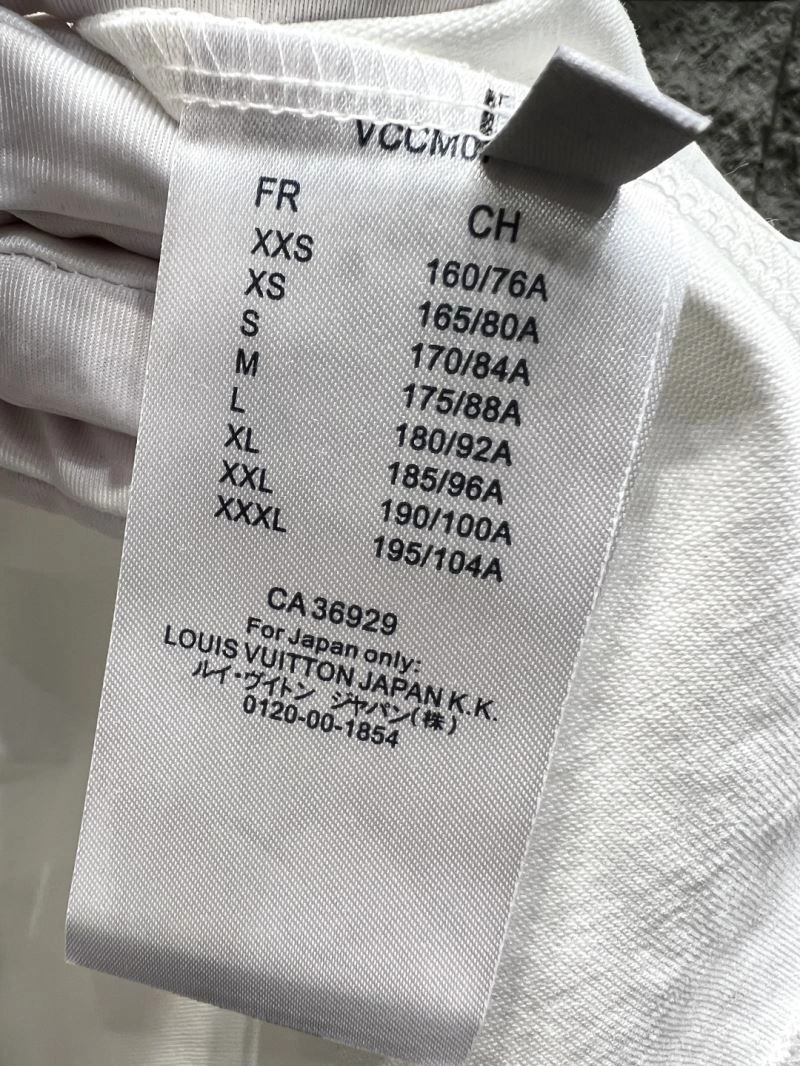 FR CH
XXS 160/76A
XS 165/80A
S 170/84A
M 175/88A
L 180/92A
XL 185/96A
XXL 190/100A
XXXL 195/104A
CA 36929
For Japan only:
LOUIS VUITTON JAPAN K.K.
ルイ・ヴイトン ジャパン(株)
0120-00-1854